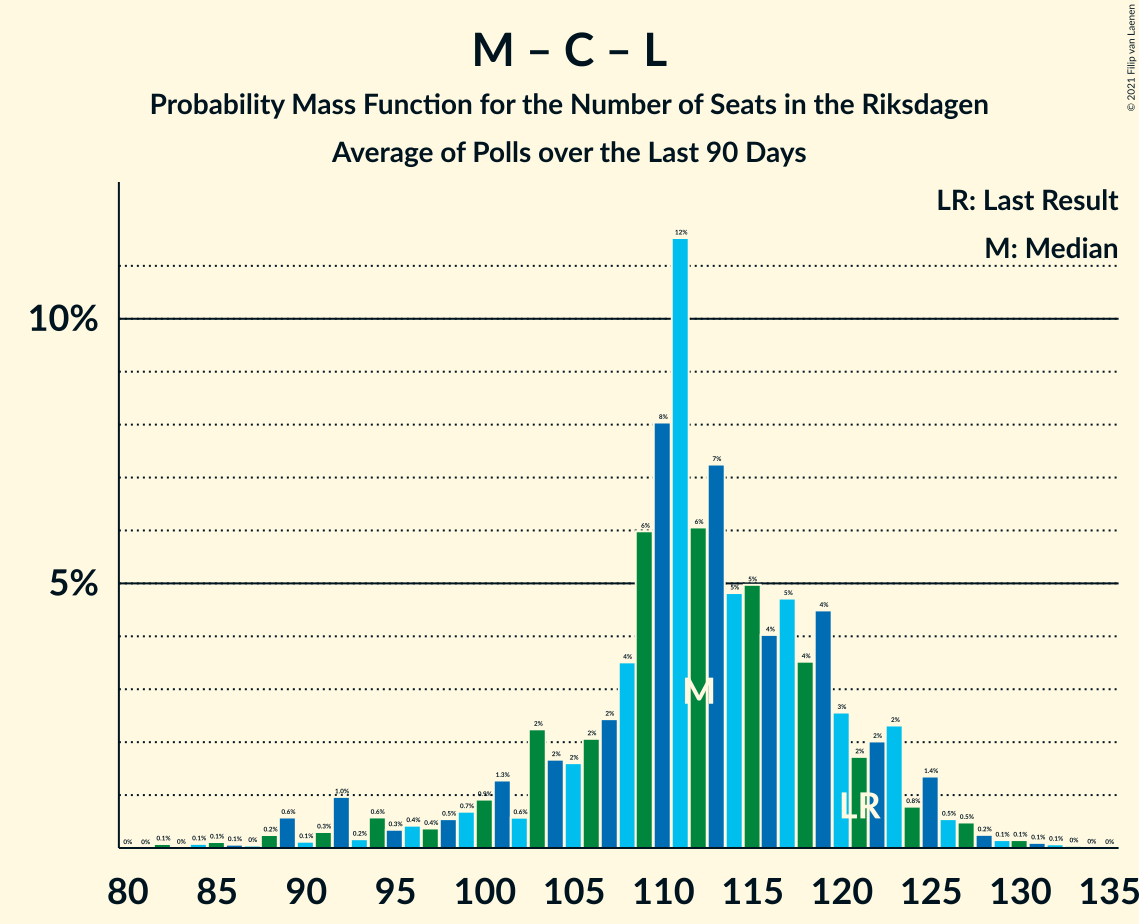 M – C – L
Probability Mass Function for the Number of Seats in the Riksdagen
Average of Polls over the Last 90 Days
© 2021 Filip van Laenen
LR: Last Result
M: Median
10%
5%
0% 0% 0.1% 0% 0.1% 0.1% 0.1% 0% 0.2% 0.6% 0.1% 0.3% 1.0% 0.2% 0.6% 0.3% 0.4% 0.4% 0.5% 0.7% 0.9% 1.3% 0.6% 2% 2% 2% 2% 2% 4% 6% 8% 12% 6% 7% 5% 5% 4% 5% 4% 4% 3% 2% 2% 2% 0.8% 1.4% 0.5% 0.5% 0.2% 0.1% 0.1% 0.1% 0.1% 0% 0% 0%
M
LR
80 85 90 95 100 105 110 115 120 125 130 135